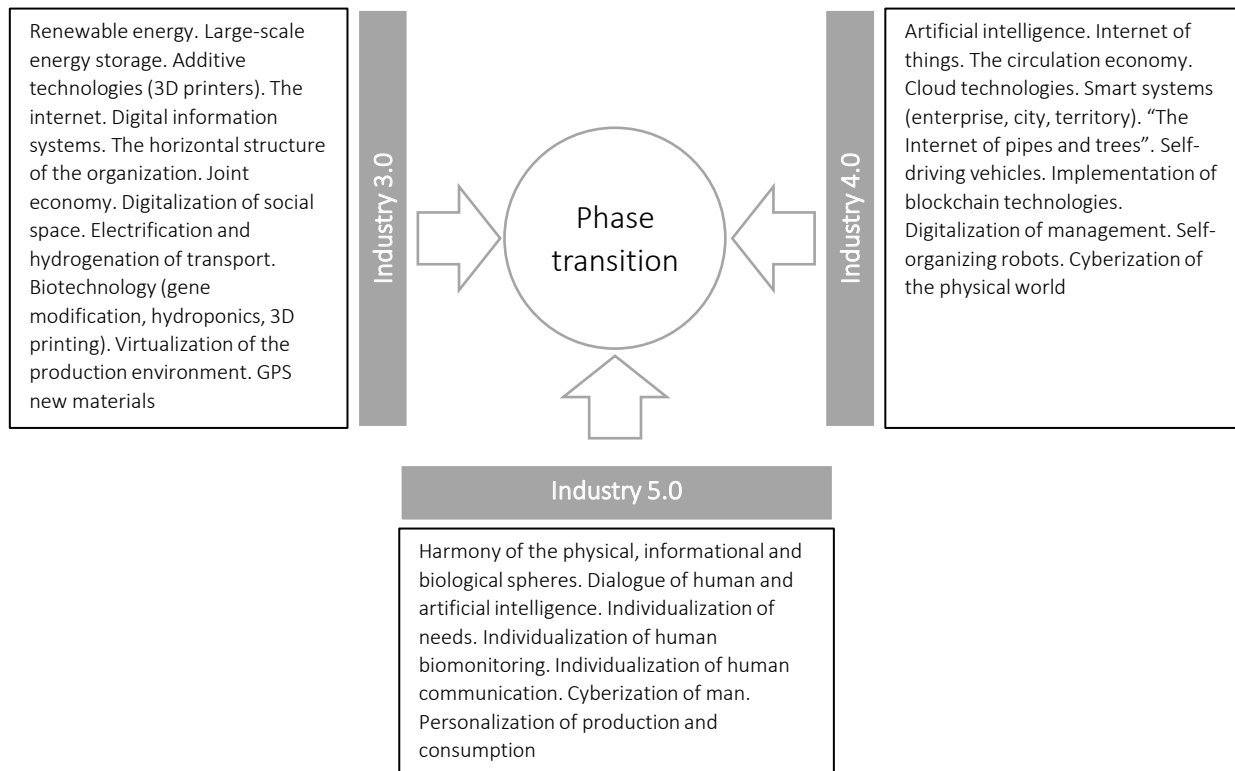 Renewable energy. Large-scale
energy storage. Additive
technologies (3D printers). The
internet. Digital information
systems. The horizontal structure
of the organization. Joint
economy. Digitalization of social
space. Electrification and
hydrogenation of transport.
Biotechnology (gene
modification, hydroponics, 3D
printing). Virtualization of the
production environment. GPS
new materials
Industry 3.0
Phase
transition
Industry 4.0
Artificial intelligence. Internet of
things. The circulation economy.
Cloud technologies. Smart systems
(enterprise, city, territory). “The
Internet of pipes and trees”. Self-
driving vehicles. Implementation of
blockchain technologies.
Digitalization of management. Self-
organizing robots. Cyberization of
the physical world
Industry 5.0
Harmony of the physical, informational and
biological spheres. Dialogue of human and
artificial intelligence. Individualization of
needs. Individualization of human
biomonitoring. Individualization of human
communication. Cyberization of man.
Personalization of production and
consumption